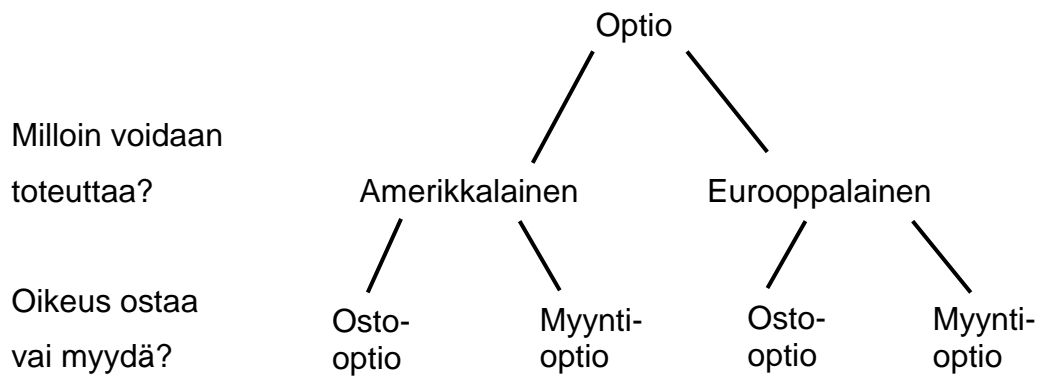 Optio
Milloin voidaan
toteuttaa?
Amerikkalainen
Eurooppalainen
Oikeus ostaa
vai myydä?
Osto-
optio
Myynti-
optio
Osto-
optio
Myynti-
optio